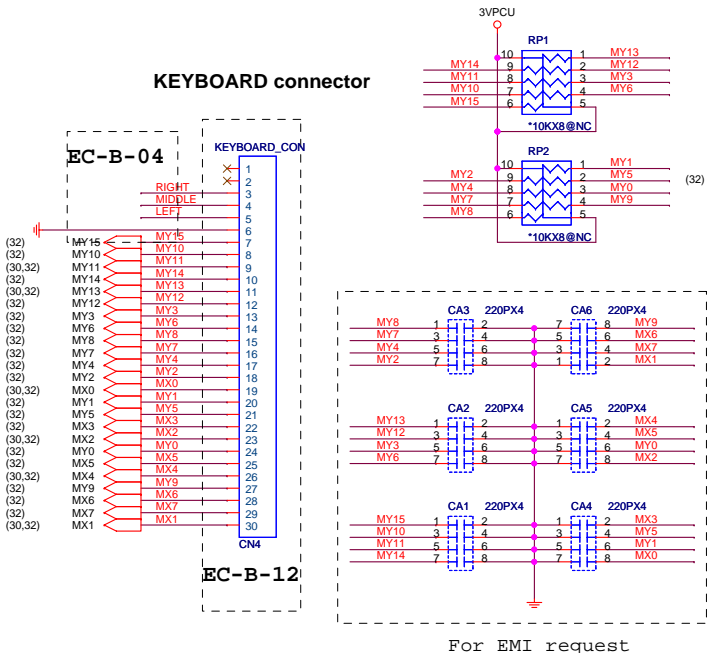 3VPCU
RP1
10 1 MY13
MY14 9 2 MY12
MY11 8 3 MY3
MY10 7 4 MY6
MY15 6 5
*10KX8@NC
RP2
10 1 MY1
MY2 9 2 MY5 (32)
MY4 8 3 MY0
MY7 7 4 MY9
MY8 6 5
*10KX8@NC
KEYBOARD connector
EC-B-04
KEYBOARD_CON
1
2
RIGHT 3
MIDDLE 4
LEFT 5
6
(32) MY15 MY15 7
(32) MY10 MY10 8
(30,32) MY11 MY11 9
(32) MY14 MY14 10
(30,32) MY13 MY13 11
(32) MY12 MY12 12
(32) MY3 MY3 13
(32) MY6 MY6 14
(32) MY8 MY8 15
(32) MY7 MY7 16
(32) MY4 MY4 17
(32) MY2 MY2 18
(30,32) MX0 MX0 19
(32) MY1 MY1 20
(32) MY5 MY5 21
(32) MX3 MX3 22
(30,32) MX2 MX2 23
(32) MY0 MY0 24
(32) MX5 MX5 25
(30,32) MX4 MX4 26
(32) MY9 MY9 27
(32) MX6 MX6 28
(32) MX7 MX7 29
(30,32) MX1 MX1 30
CN4
EC-B-12
CA3 220PX4 CA6 220PX4
MY8 1 2 7 8 MY9
MY7 3 4 5 6 MX6
MY4 5 6 3 4 MX7
MY2 7 8 1 2 MX1
CA2 220PX4 CA5 220PX4
MY13 1 2 1 2 MX4
MY12 3 4 3 4 MX5
MY3 5 6 5 6 MY0
MY6 7 8 7 8 MX2
CA1 220PX4 CA4 220PX4
MY15 1 2 1 2 MX3
MY10 3 4 3 4 MY5
MY11 5 6 5 6 MY1
MY14 7 8 7 8 MX0
For EMI request